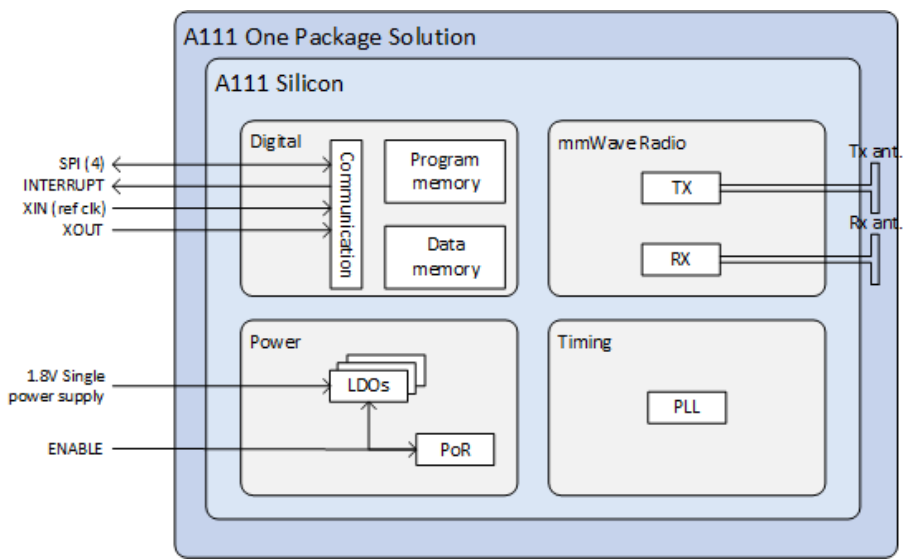 A111 One Package Solution
A111 Silicon
Digital
Communication
Program
memory
Data
memory
SPI (4)
INTERRUPT
XIN (ref clk)
XOUT
mmWave Radio
TX
RX
Tx ant.
Rx ant.
Power
LDOs
PoR
1.8V Single
power supply
ENABLE
Timing
PLL